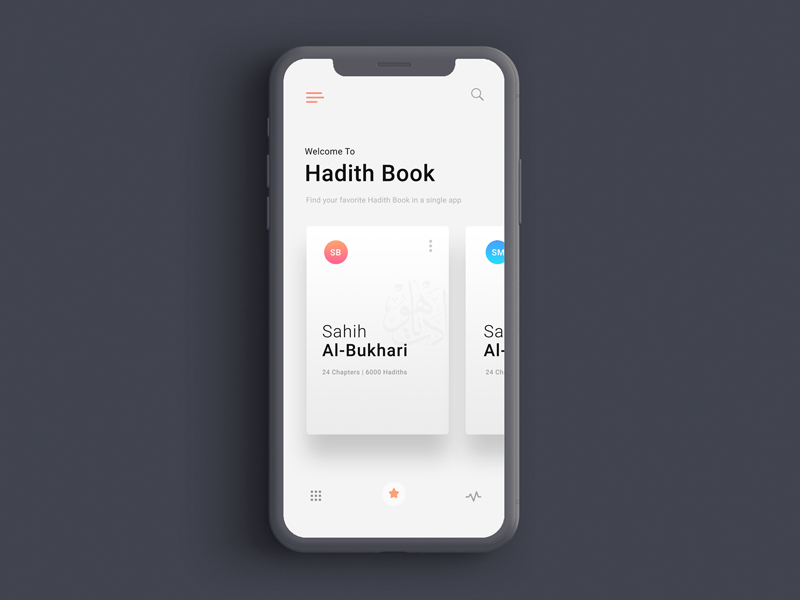 Welcome To
Hadith Book
Find your favorite Hadith Book in a single app
SB
SM
Sahih
Al-Bukhari
24 Chapters | 6000 Hadiths
Sa
Al-
24 Ch